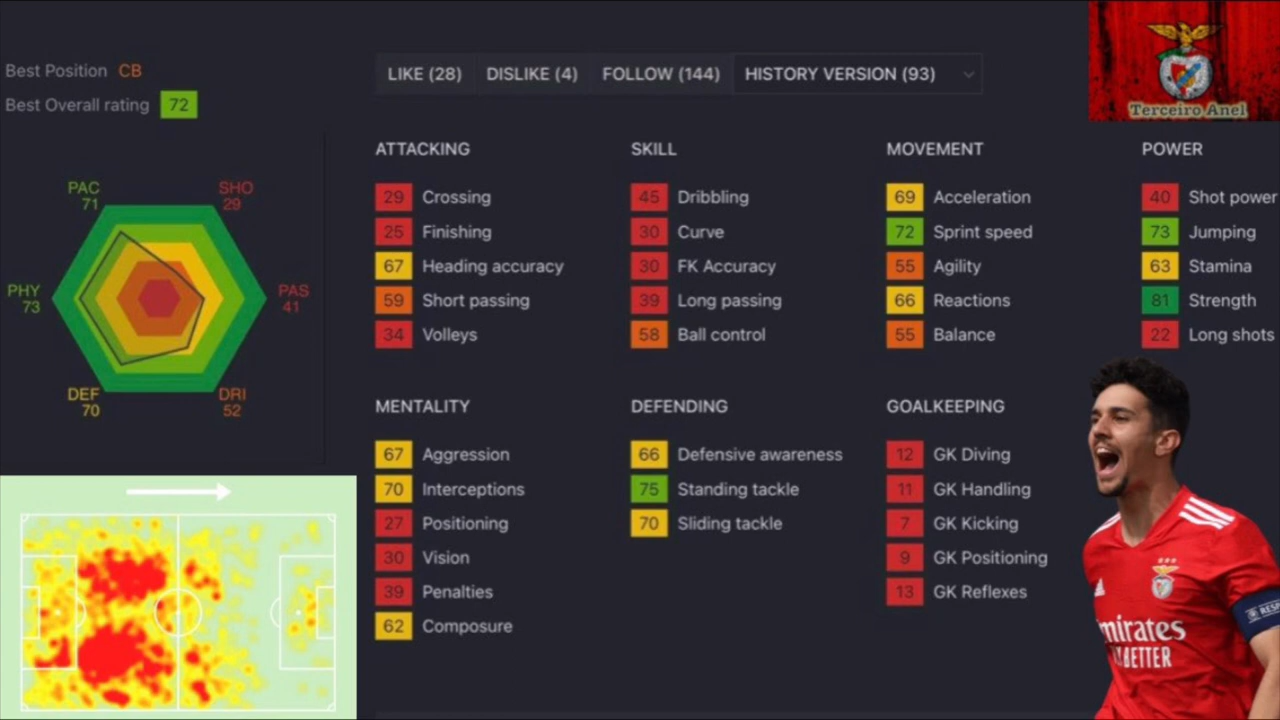 Best Position CB
Best Overall rating 72
LIKE (28) DISLIKE (4) FOLLOW (144) HISTORY VERSION (93)
Terceiro Anel
PAC
71
SHO
29
PHY
73
PAS
41
DEF
70
DRI
52
ATTACKING
29 Crossing
25 Finishing
67 Heading accuracy
59 Short passing
34 Volleys
SKILL
45 Dribbling
30 Curve
30 FK Accuracy
39 Long passing
58 Ball control
MOVEMENT
69 Acceleration
72 Sprint speed
55 Agility
66 Reactions
55 Balance
POWER
40 Shot power
73 Jumping
63 Stamina
81 Strength
22 Long shots
MENTALITY
67 Aggression
70 Interceptions
27 Positioning
30 Vision
39 Penalties
62 Composure
DEFENDING
66 Defensive awareness
75 Standing tackle
70 Sliding tackle
GOALKEEPING
12 GK Diving
11 GK Handling
7 GK Kicking
9 GK Positioning
13 GK Reflexes
RESP
mirates
BETTER